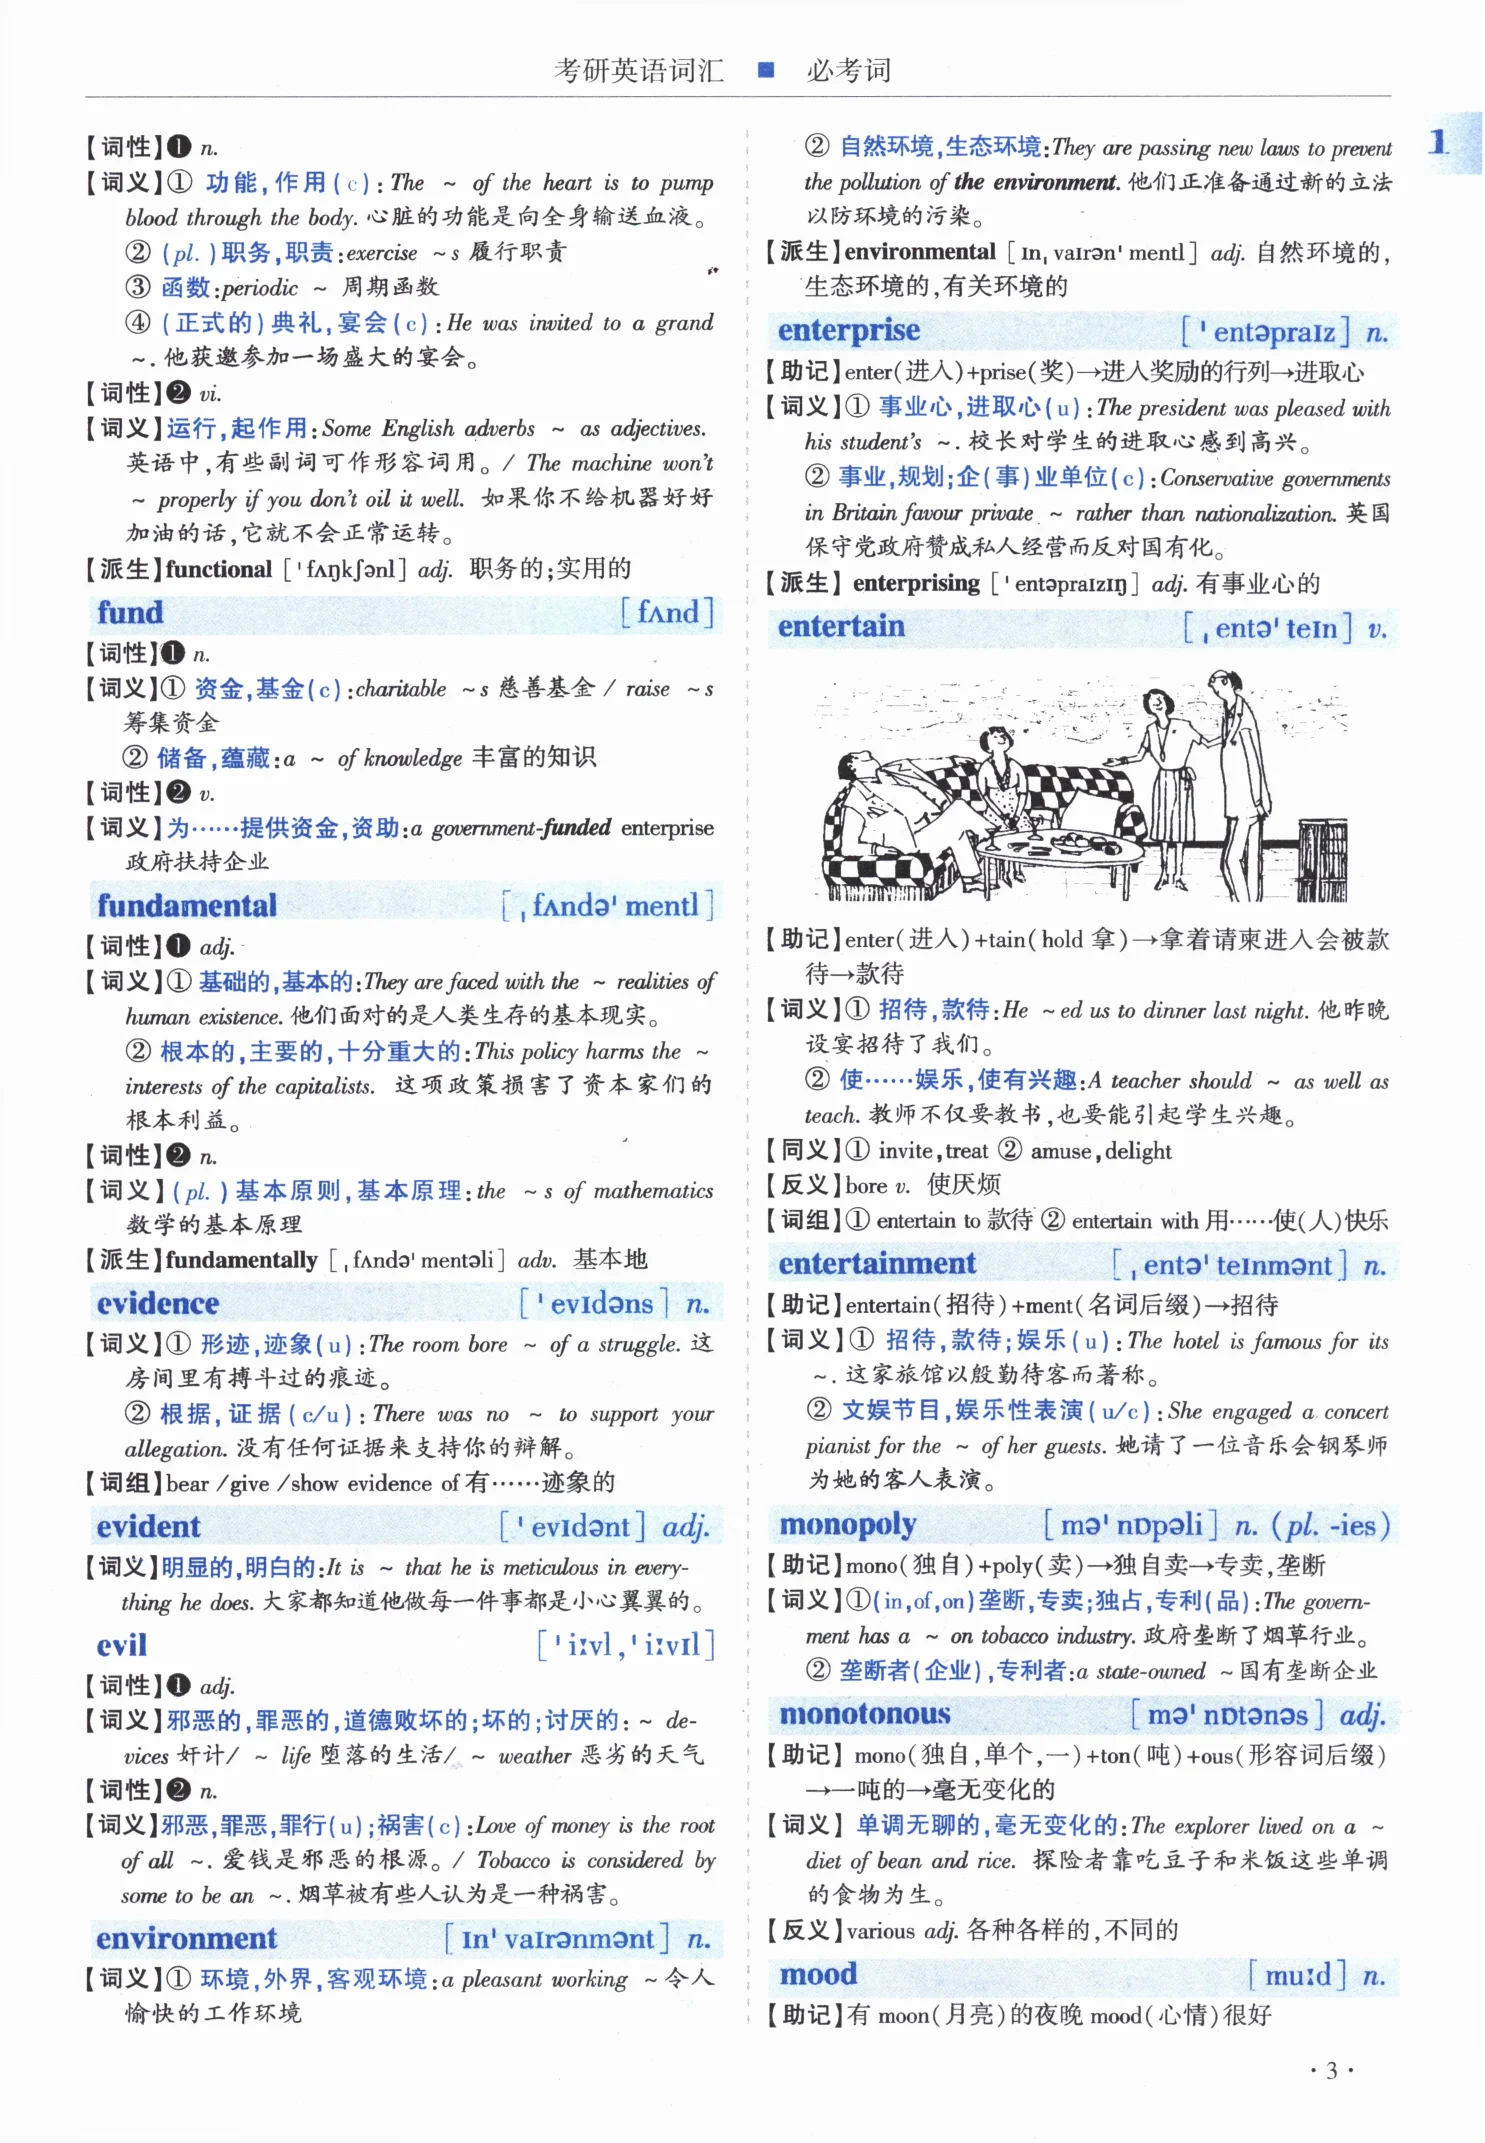 考研英语词汇 ■ 必考词
【词性】❶ n.
【词义】① 功能,作用(c): The ~ of the heart is to pump
blood through the body. 心脏的功能是向全身输送血液。
② (pl.)职务,职责:exercise ~s 履行职责
③ 函数:periodic ~ 周期函数
④ (正式的)典礼,宴会(c):He was invited to a grand
~. 他获邀参加一场盛大的宴会。
【词性】❷ vi.
【词义】运行,起作用:Some English adverbs ~ as adjectives.
英语中,有些副词可作形容词用。/ The machine won't
~ properly if you don't oil it well. 如果你不给机器好好
加油的话,它就不会正常运转。
【派生】functional [ˈfʌŋkʃənl] adj. 职务的;实用的
fund [fʌnd]
【词性】❶ n.
【词义】① 资金,基金(c):charitable ~s 慈善基金 / raise ~s
筹集资金
② 储备,蕴藏:a ~ of knowledge 丰富的知识
【词性】❷ v.
【词义】为……提供资金,资助:a government-funded enterprise
政府扶持企业
fundamental [ˌfʌndəˈmentl]
【词性】❶ adj.
【词义】① 基础的,基本的:They are faced with the ~ realities of
human existence. 他们面对的是人类生存的基本现实。
② 根本的,主要的,十分重大的:This policy harms the ~
interests of the capitalists. 这项政策损害了资本家们的
根本利益。
【词性】❷ n.
【词义】(pl.)基本原则,基本原理:the ~s of mathematics
数学的基本原理
【派生】fundamentally [ˌfʌndəˈmentəli] adv. 基本地
evidence [ˈevɪdəns] n.
【词义】① 形迹,迹象(u):The room bore ~ of a struggle. 这
房间里有搏斗过的痕迹。
② 根据,证据(c/u): There was no ~ to support your
allegation. 没有任何证据来支持你的辩解。
【词组】bear /give /show evidence of 有……迹象的
evident [ˈevɪdənt] adj.
【词义】明显的,明白的:It is ~ that he is meticulous in every-
thing he does. 大家都知道他做每一件事都是小心翼翼的。
evil [ˈiːvl,ˈiːvɪl]
【词性】❶ adj.
【词义】邪恶的,罪恶的,道德败坏的;坏的;讨厌的: ~ de-
vices 奸计/ ~ life 堕落的生活/ ~ weather 恶劣的天气
【词性】❷ n.
【词义】邪恶,罪恶,罪行(u);祸害(c):Love of money is the root
of all ~. 爱钱是邪恶的根源。/ Tobacco is considered by
some to be an ~. 烟草被有些人认为是一种祸害。
environment [ɪnˈvaɪrənmənt] n.
【词义】① 环境,外界,客观环境:a pleasant working ~ 令人
愉快的工作环境
② 自然环境,生态环境:They are passing new laws to prevent
the pollution of the environment. 他们正准备通过新的立法
以防环境的污染。
【派生】environmental [ɪnˌvaɪrənˈmentl] adj. 自然环境的,
生态环境的,有关环境的
enterprise [ˈentəpraɪz] n.
【助记】enter(进入)+prise(奖)→进入奖励的行列→进取心
【词义】① 事业心,进取心(u):The president was pleased with
his student's ~. 校长对学生的进取心感到高兴。
② 事业,规划;企(事)业单位(c):Conservative governments
in Britain favour private ~ rather than nationalization. 英国
保守党政府赞成私人经营而反对国有化。
【派生】 enterprising [ˈentəpraɪzɪŋ] adj. 有事业心的
entertain [ˌentəˈteɪn] v.
【助记】enter(进入)+tain(hold 拿)→拿着请柬进入会被款
待→款待
【词义】① 招待,款待:He ~ed us to dinner last night. 他昨晚
设宴招待了我们。
② 使……娱乐,使有兴趣:A teacher should ~ as well as
teach. 教师不仅要教书,也要能引起学生兴趣。
【同义】① invite,treat ② amuse,delight
【反义】bore v. 使厌烦
【词组】① entertain to 款待 ② entertain with 用……使(人)快乐
entertainment [ˌentəˈteɪnmənt] n.
【助记】entertain(招待)+ment(名词后缀)→招待
【词义】① 招待,款待;娱乐(u): The hotel is famous for its
~. 这家旅馆以殷勤待客而著称。
② 文娱节目,娱乐性表演(u/c):She engaged a concert
pianist for the ~ of her guests. 她请了一位音乐会钢琴师
为她的客人表演。
monopoly [məˈnɒpəli] n. (pl. -ies)
【助记】mono(独自)+poly(卖)→独自卖→专卖,垄断
【词义】①(in,of,on)垄断,专卖;独占,专利(品):The govern-
ment has a ~ on tobacco industry. 政府垄断了烟草行业。
② 垄断者(企业),专利者:a state-owned ~ 国有垄断企业
monotonous [məˈnɒtənəs] adj.
【助记】 mono(独自,单个,一)+ton(吨)+ous(形容词后缀)
→一吨的→毫无变化的
【词义】 单调无聊的,毫无变化的:The explorer lived on a ~
diet of bean and rice. 探险者靠吃豆子和米饭这些单调
的食物为生。
【反义】various adj. 各种各样的,不同的
mood [muːd] n.
【助记】有 moon(月亮)的夜晚 mood(心情)很好
1
·3·